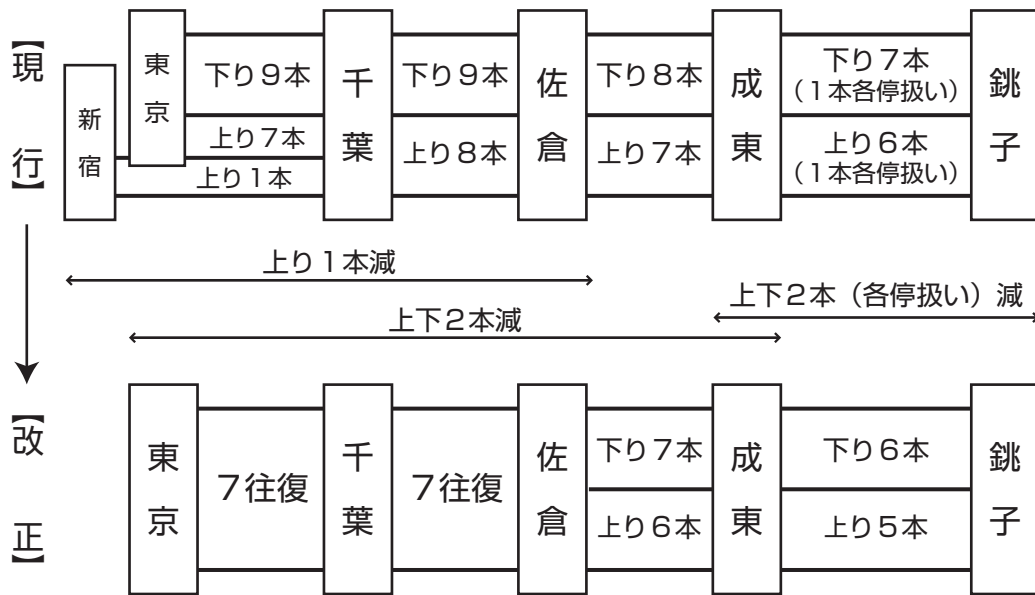 【現行】
新宿
東京
下り9本
上り7本
上り1本
千葉
下り9本
上り8本
佐倉
下り8本
上り7本
成東
下り7本
（1本各停扱い）
上り6本
（1本各停扱い）
銚子
上り1本減
上下2本減
上下2本（各停扱い）減
【改正】
東京
7往復
千葉
7往復
佐倉
下り7本
上り6本
成東
下り6本
上り5本
銚子